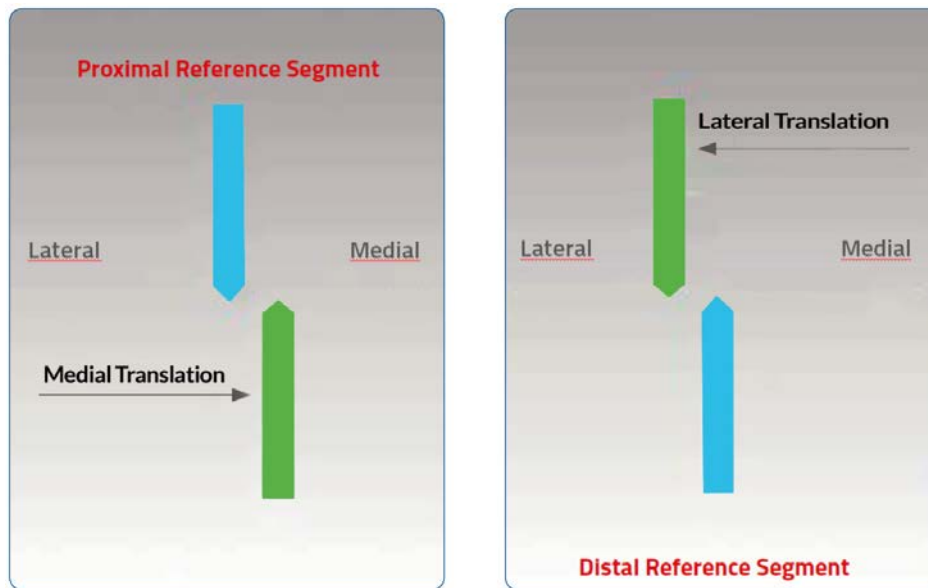 Proximal Reference Segment
Lateral
Medial
Medial Translation
Lateral Translation
Lateral
Medial
Distal Reference Segment